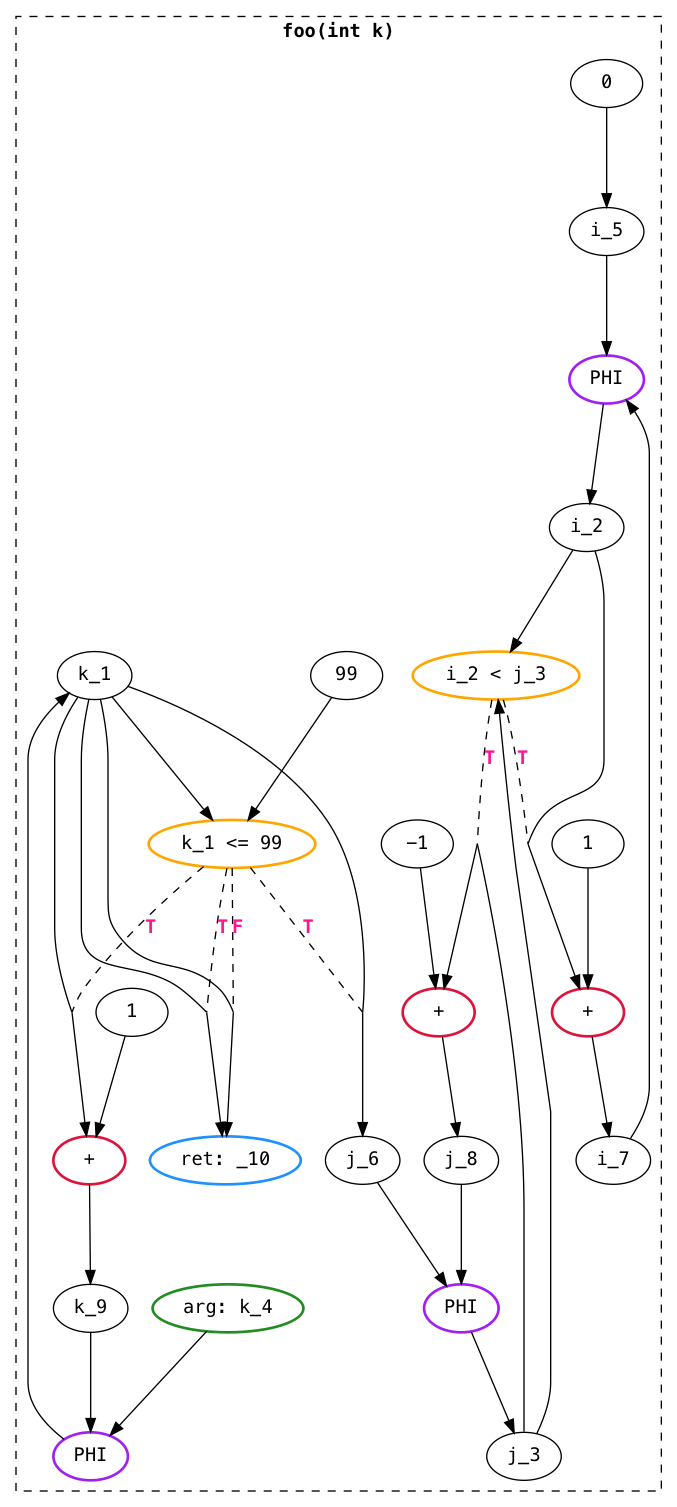 foo(int k)
0
i_5
PHI
i_2
k_1
99
i_2 < j_3
T
T
k_1 <= 99
−1
1
T
T
F
T
1
+
+
+
ret: _10
j_6
j_8
i_7
k_9
arg: k_4
PHI
PHI
j_3